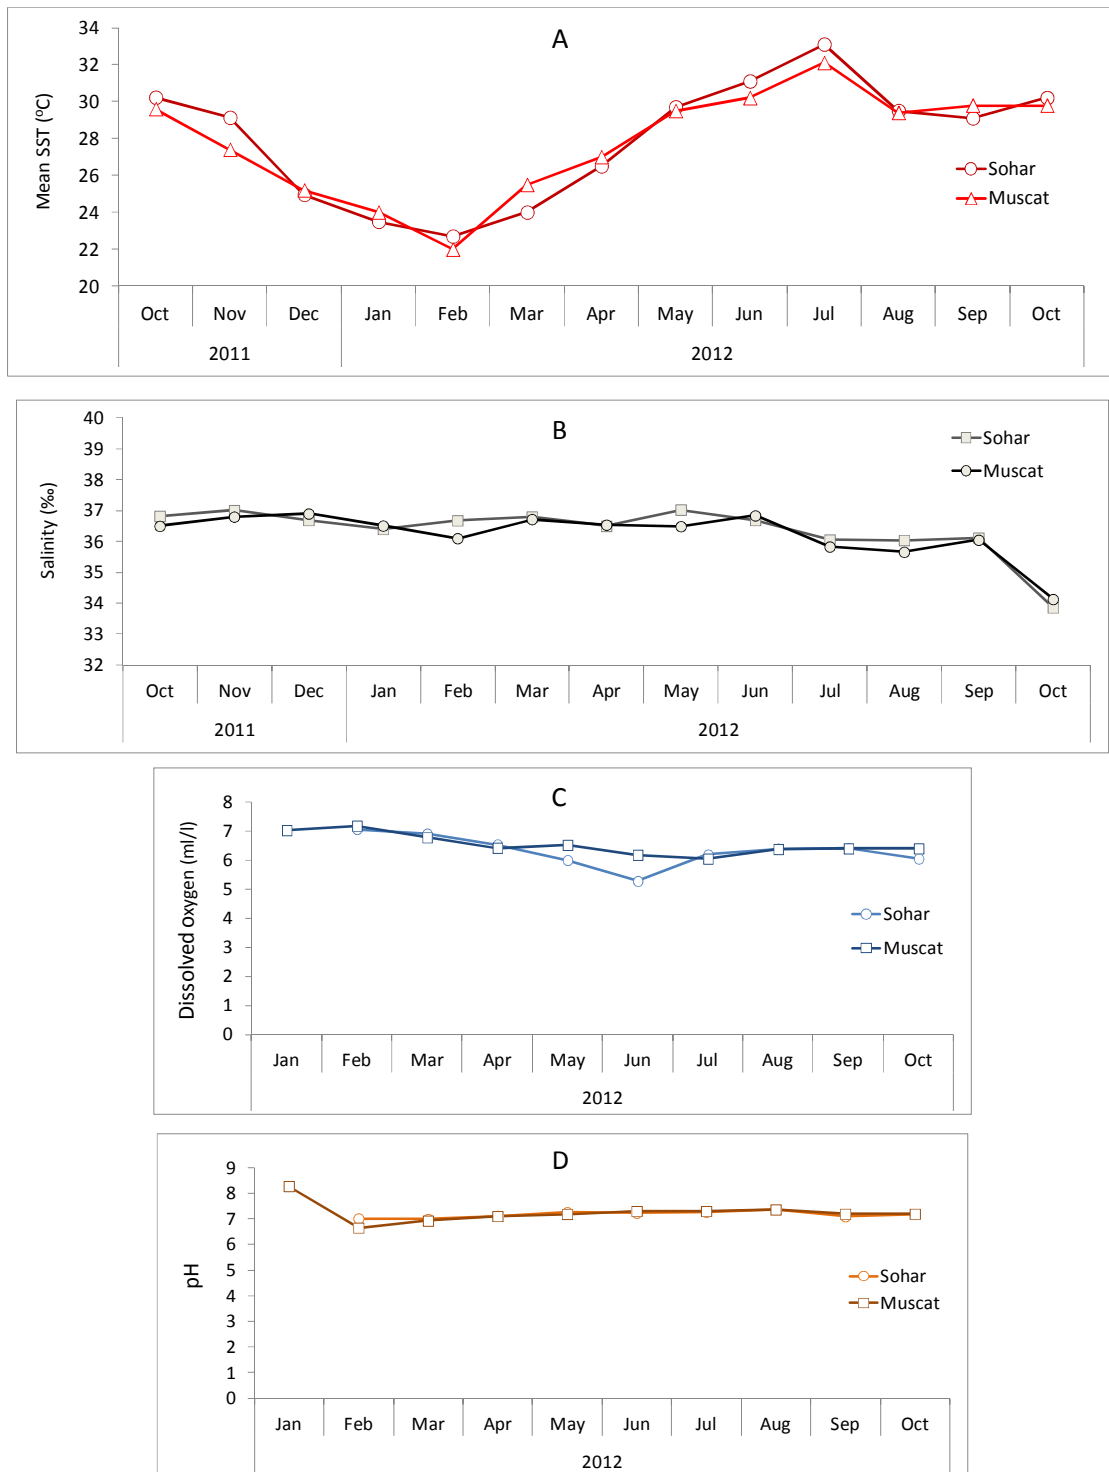 A
Mean SST (ºC)
34
32
30
28
26
24
22
20
Sohar
Muscat
Oct Nov Dec Jan Feb Mar Apr May Jun Jul Aug Sep Oct
2011 2012
B
Salinity (‰)
40
39
38
37
36
35
34
33
32
Sohar
Muscat
Oct Nov Dec Jan Feb Mar Apr May Jun Jul Aug Sep Oct
2011 2012
C
Dissolved oxygen (ml/l)
8
7
6
5
4
3
2
1
0
Sohar
Muscat
Jan Feb Mar Apr May Jun Jul Aug Sep Oct
2012
D
pH
9
8
7
6
5
4
3
2
1
0
Sohar
Muscat
Jan Feb Mar Apr May Jun Jul Aug Sep Oct
2012